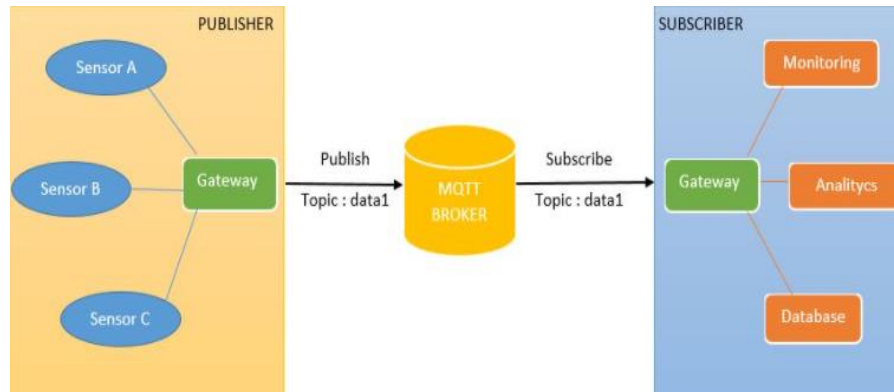 PUBLISHER
Sensor A
Sensor B
Sensor C
Gateway
Publish
Topic : data1
MQTT
BROKER
Subscribe
Topic : data1
SUBSCRIBER
Gateway
Monitoring
Analitycs
Database